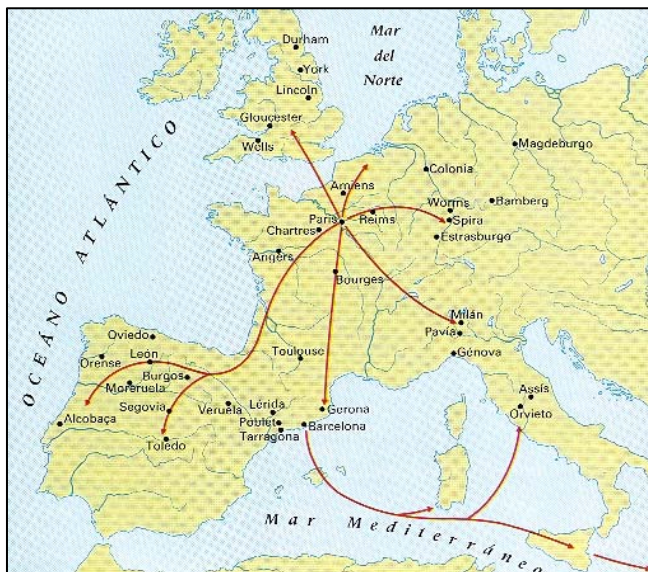 Durham
Mar
del
Norte
York
Lincoln
Gloucester
Wells
Magdeburgo
Colonia
Amiens
Worms
Bamberg
Paris
Reims
Spira
Chartres
Estrasburgo
Angers
Bourges
OCEÁNO ATLÁNTICO
Milán
Pavía
Oviedo
Toulouse
Génova
Orense
León
Burgos
Moreruela
Assís
Segovia
Veruela
Lérida
Gerona
Orvieto
Alcobaça
Poblet
Barcelona
Tarragona
Toledo
Mar Mediterráneo